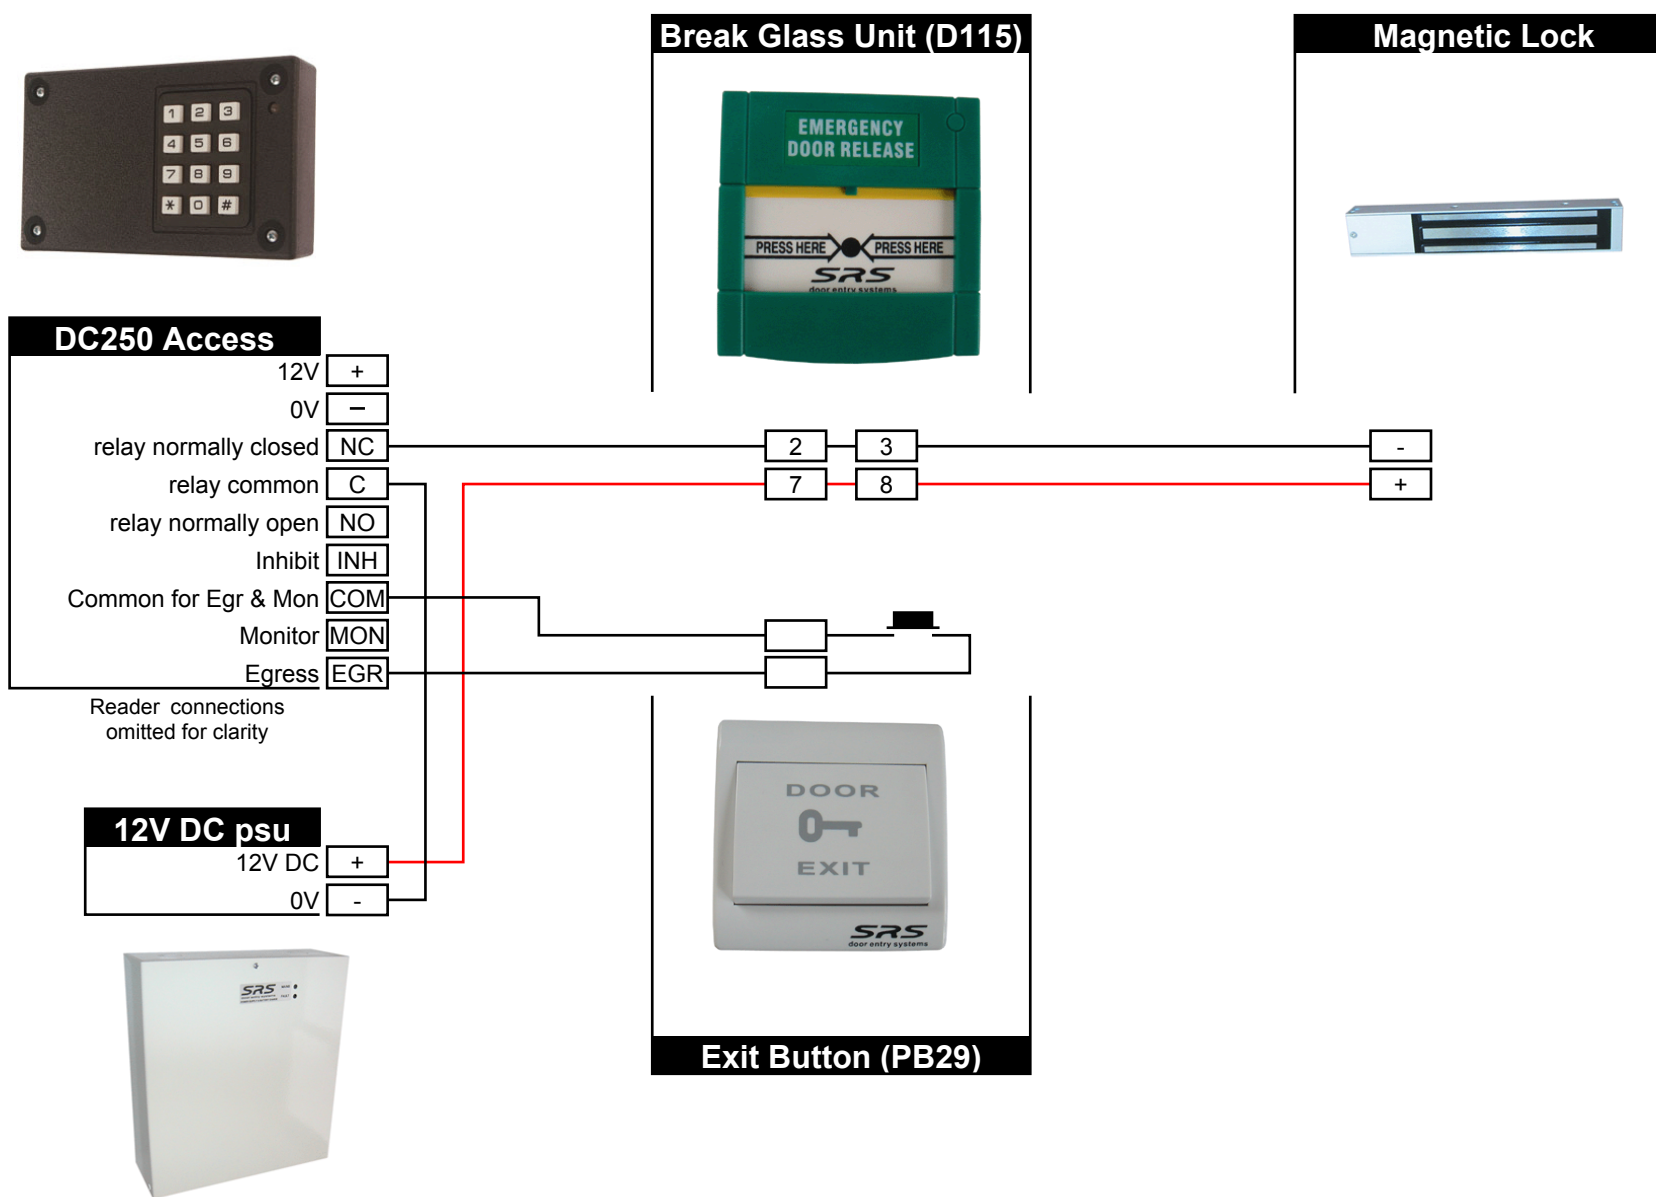 Break Glass Unit (D115)
Magnetic Lock
1 2 3
4 5 6
7 8 9
* 0 #
EMERGENCY
DOOR RELEASE
PRESS HERE PRESS HERE
SRS
door entry systems
DC250 Access
12V +
0V –
relay normally closed NC 2 3 -
relay common C 7 8 +
relay normally open NO
Inhibit INH
Common for Egr & Mon COM
Monitor MON
Egress EGR
Reader connections
omitted for clarity
12V DC psu
12V DC +
0V -
DOOR
EXIT
SRS
door entry systems
Exit Button (PB29)
SRS